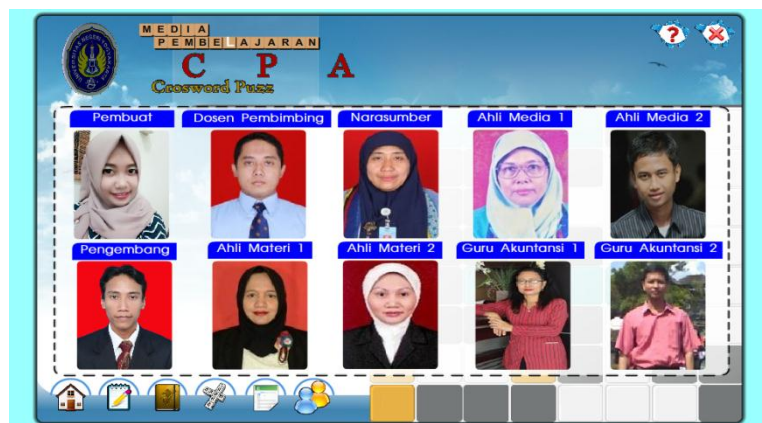 MEDIA
PEMBELAJARAN
C P A
Crosword Puzz
Pembuat Dosen Pembimbing Narasumber Ahli Media 1 Ahli Media 2
Pengembang Ahli Materi 1 Ahli Materi 2 Guru Akuntansi 1 Guru Akuntansi 2